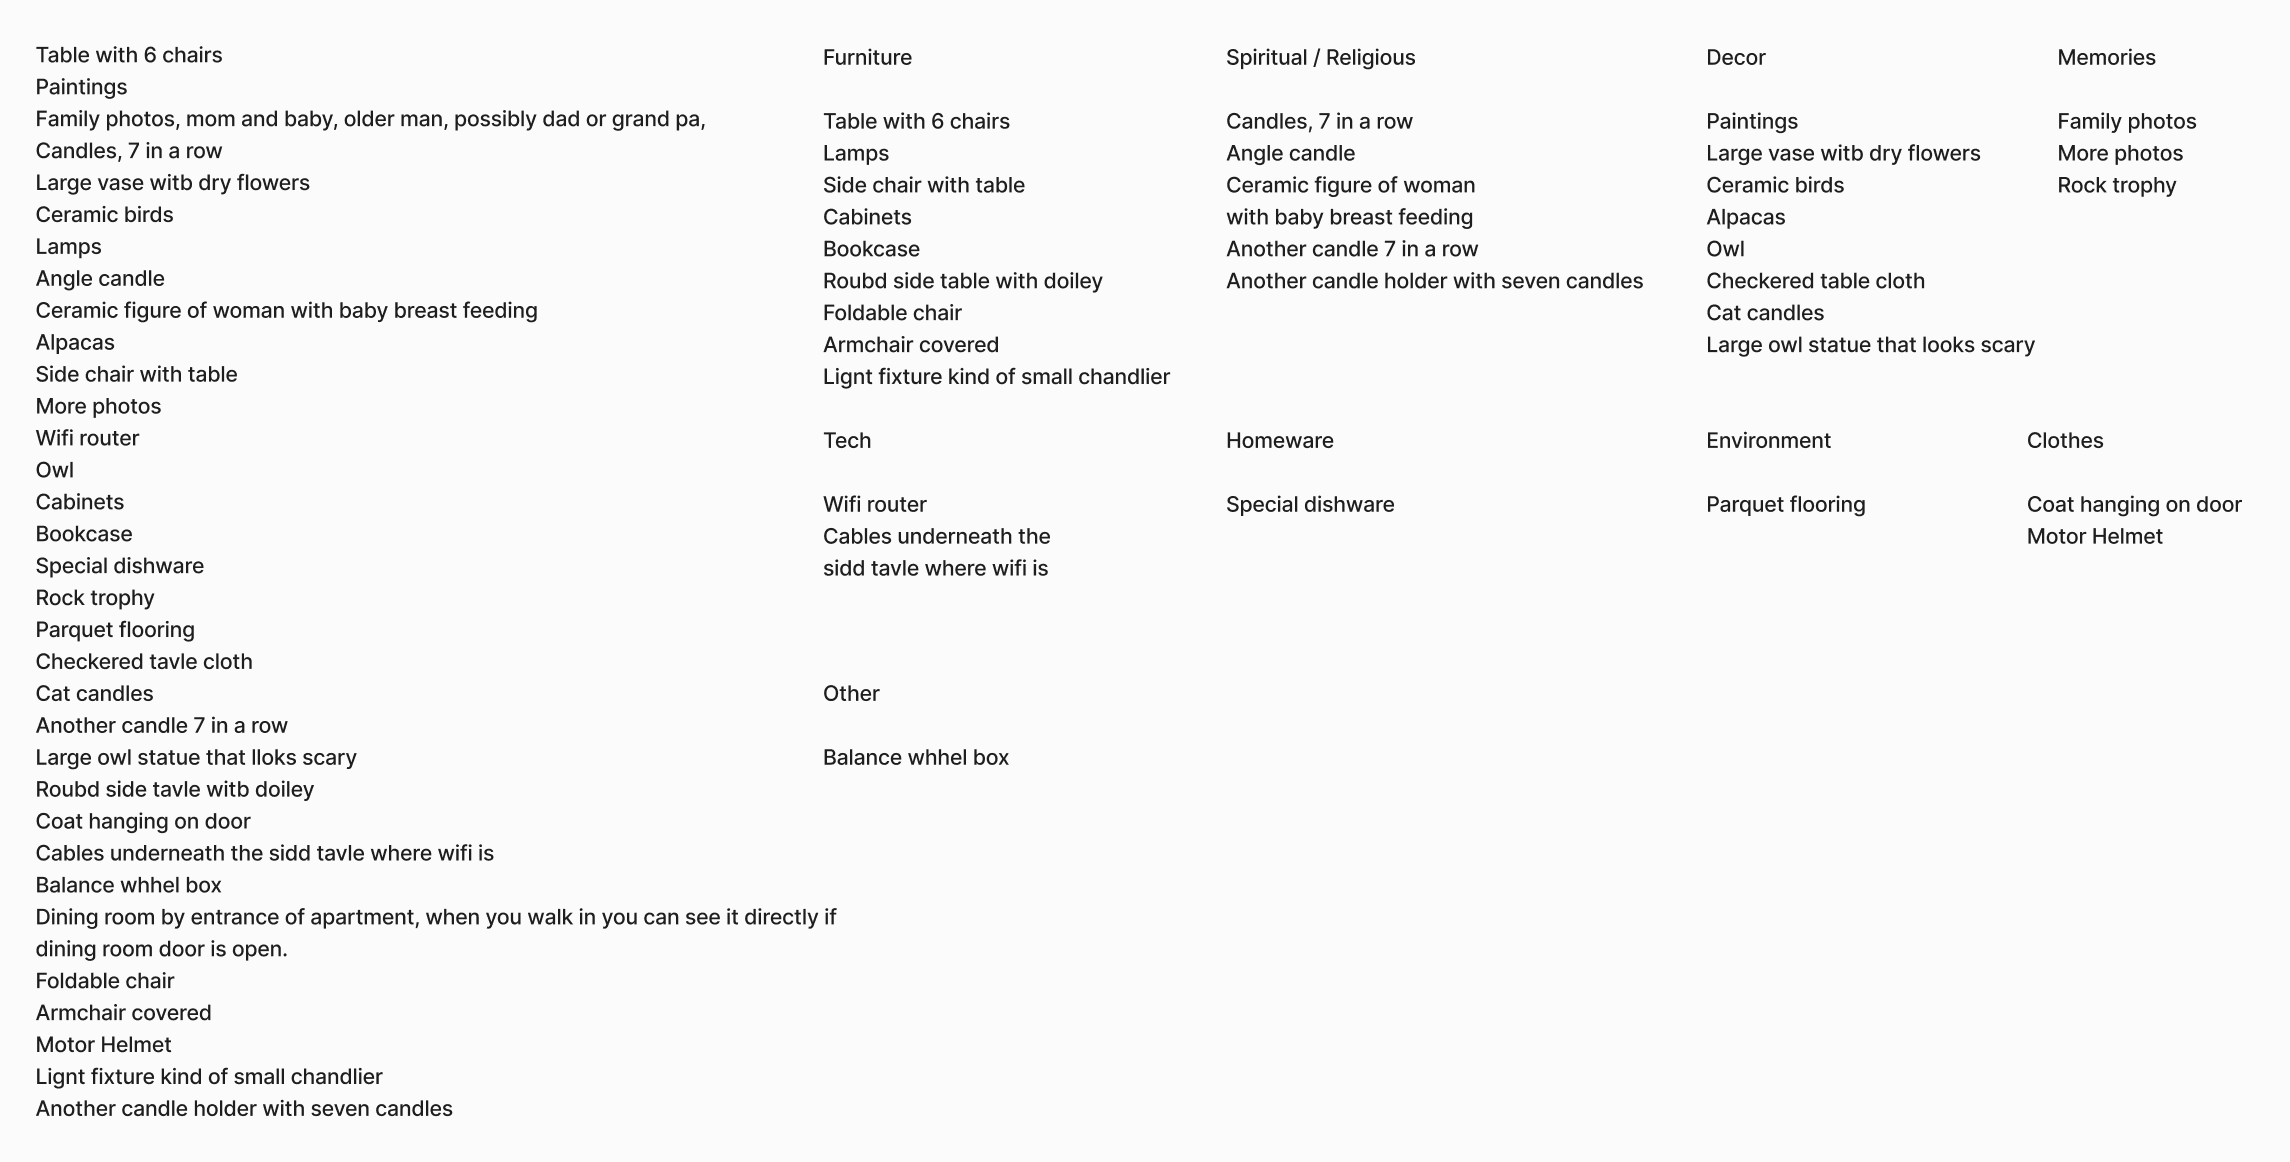 Table with 6 chairs
Paintings
Family photos, mom and baby, older man, possibly dad or grand pa,
Candles, 7 in a row
Large vase witb dry flowers
Ceramic birds
Lamps
Angle candle
Ceramic figure of woman with baby breast feeding
Alpacas
Side chair with table
More photos
Wifi router
Owl
Cabinets
Bookcase
Special dishware
Rock trophy
Parquet flooring
Checkered tavle cloth
Cat candles
Another candle 7 in a row
Large owl statue that lloks scary
Roubd side tavle witb doiley
Coat hanging on door
Cables underneath the sidd tavle where wifi is
Balance whhel box
Dining room by entrance of apartment, when you walk in you can see it directly if
dining room door is open.
Foldable chair
Armchair covered
Motor Helmet
Lignt fixture kind of small chandlier
Another candle holder with seven candles
Furniture
Table with 6 chairs
Lamps
Side chair with table
Cabinets
Bookcase
Roubd side table with doiley
Foldable chair
Armchair covered
Lignt fixture kind of small chandlier
Spiritual / Religious
Candles, 7 in a row
Angle candle
Ceramic figure of woman
with baby breast feeding
Another candle 7 in a row
Another candle holder with seven candles
Decor
Paintings
Large vase witb dry flowers
Ceramic birds
Alpacas
Owl
Checkered table cloth
Cat candles
Large owl statue that looks scary
Memories
Family photos
More photos
Rock trophy
Tech
Wifi router
Cables underneath the
sidd tavle where wifi is
Homeware
Special dishware
Environment
Parquet flooring
Clothes
Coat hanging on door
Motor Helmet
Other
Balance whhel box